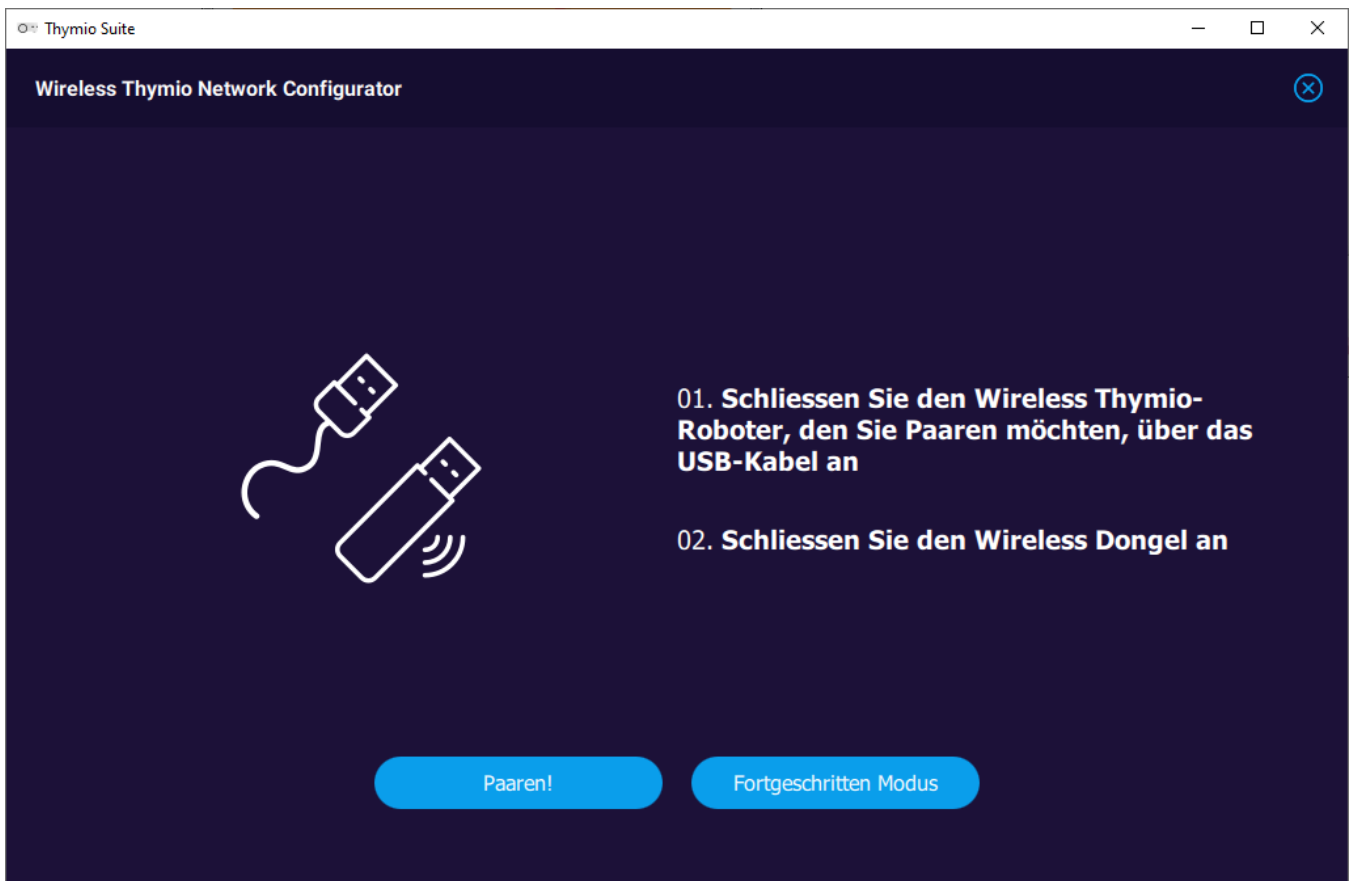 Thymio Suite
Wireless Thymio Network Configurator
01. Schliessen Sie den Wireless Thymio-
Roboter, den Sie Paaren möchten, über das
USB-Kabel an
02. Schliessen Sie den Wireless Dongel an
Paaren!
Fortgeschritten Modus